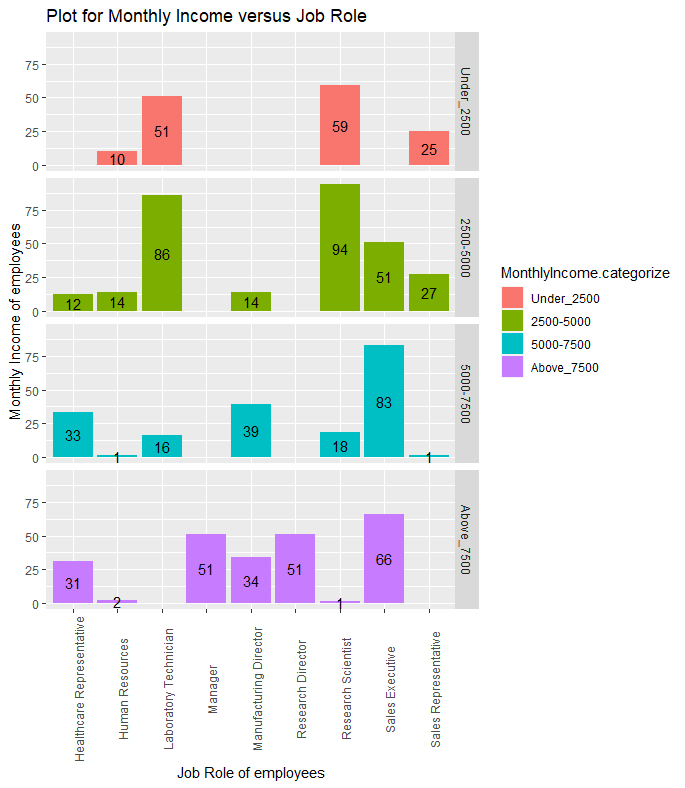 Plot for Monthly Income versus Job Role
Monthly Income of employees
75
50
25
0
10
51
59
25
Under_2500
75
50
25
0
12
14
86
14
94
51
27
2500-5000
75
50
25
0
33
1
16
39
18
83
1
5000-7500
75
50
25
0
31
2
51
34
51
1
66
Above_7500
Healthcare Representative
Human Resources
Laboratory Technician
Manager
Manufacturing Director
Research Director
Research Scientist
Sales Executive
Sales Representative
Job Role of employees
MonthlyIncome.categorize
Under_2500
2500-5000
5000-7500
Above_7500